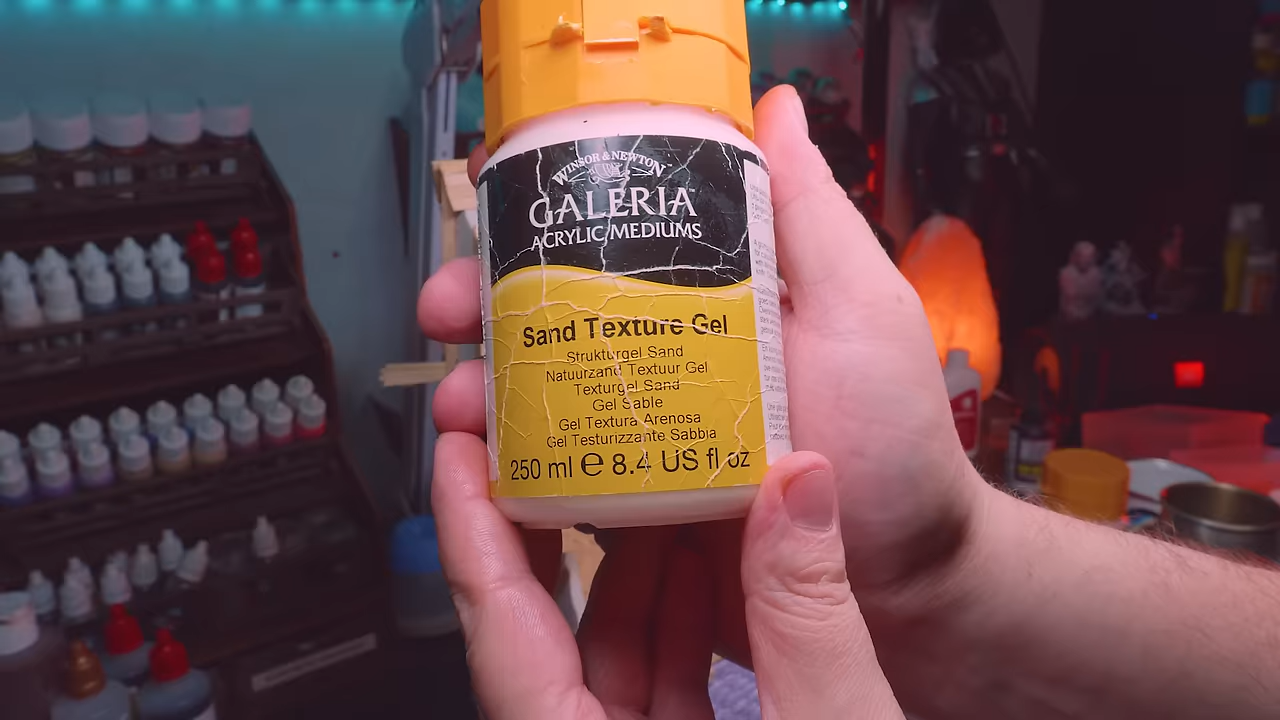 WINSOR & NEWTON
GALERIA
ACRYLIC MEDIUMS
Sand Texture Gel
Strukturgel Sand
Natuurzand Textuur Gel
Texturgel Sand
Gel Sable
Gel Textura Arenosa
Gel Testurizzante Sabbia
250 ml ℮ 8.4 US fl oz